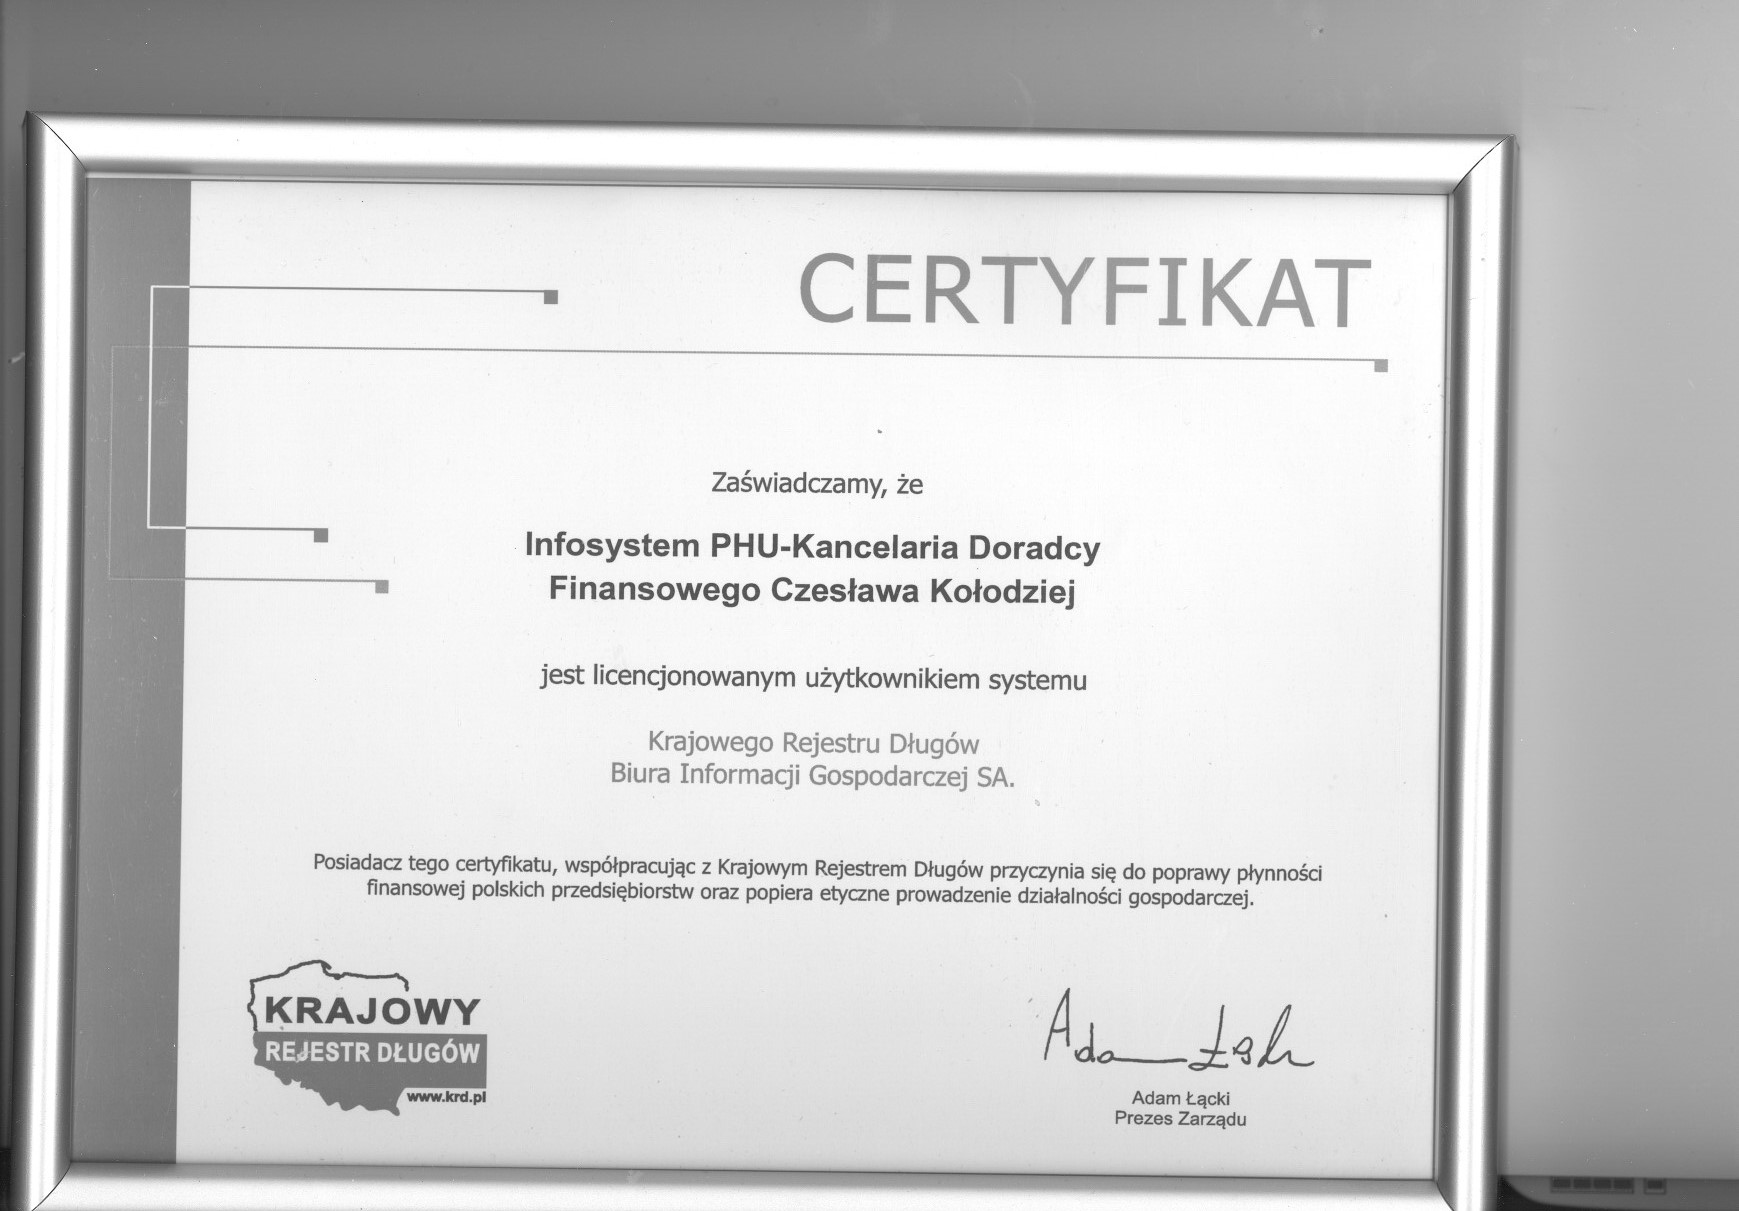 CERTYFIKAT
Zaświadczamy, że
Infosystem PHU-Kancelaria Doradcy
Finansowego Czesława Kołodziej
jest licencjonowanym użytkownikiem systemu
Krajowego Rejestru Długów
Biura Informacji Gospodarczej SA.
Posiadacz tego certyfikatu, współpracując z Krajowym Rejestrem Długów przyczynia się do poprawy płynności
finansowej polskich przedsiębiorstw oraz popiera etyczne prowadzenie działalności gospodarczej.
KRAJOWY
REJESTR DŁUGÓW
www.krd.pl
Adam Łącki
Prezes Zarządu